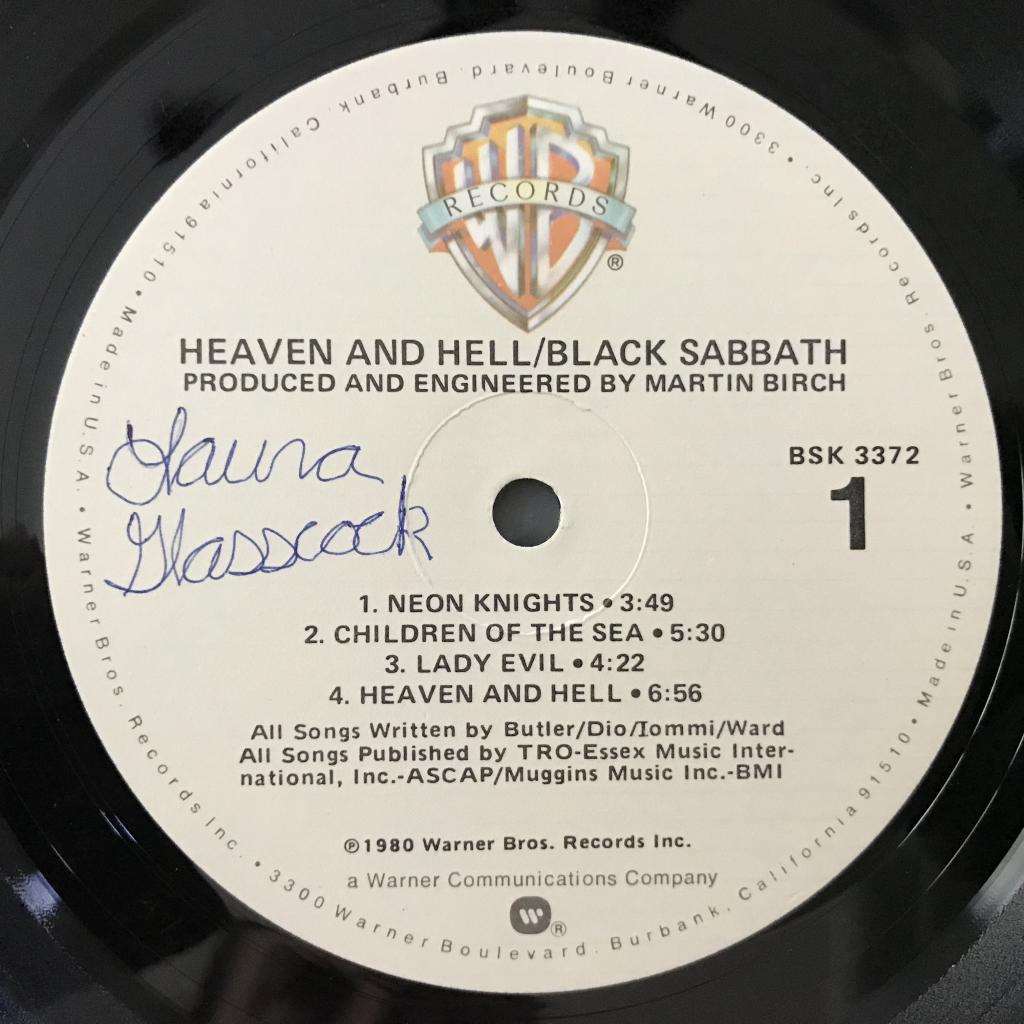 3300 Warner Boulevard. Burbank. California 91510 • Made in U.S.A. • Warner Bros. Records Inc. • 3300 Warner Boulevard. Burbank. California 91510 • Made in U.S.A. • Warner Bros. Records Inc. •
WB
RECORDS
®
HEAVEN AND HELL/BLACK SABBATH
PRODUCED AND ENGINEERED BY MARTIN BIRCH
Laura
Glasscock
BSK 3372
1
1. NEON KNIGHTS • 3:49
2. CHILDREN OF THE SEA • 5:30
3. LADY EVIL • 4:22
4. HEAVEN AND HELL • 6:56
All Songs Written by Butler/Dio/Iommi/Ward
All Songs Published by TRO-Essex Music Inter-
national, Inc.-ASCAP/Muggins Music Inc.-BMI
℗1980 Warner Bros. Records Inc.
a Warner Communications Company
W ®